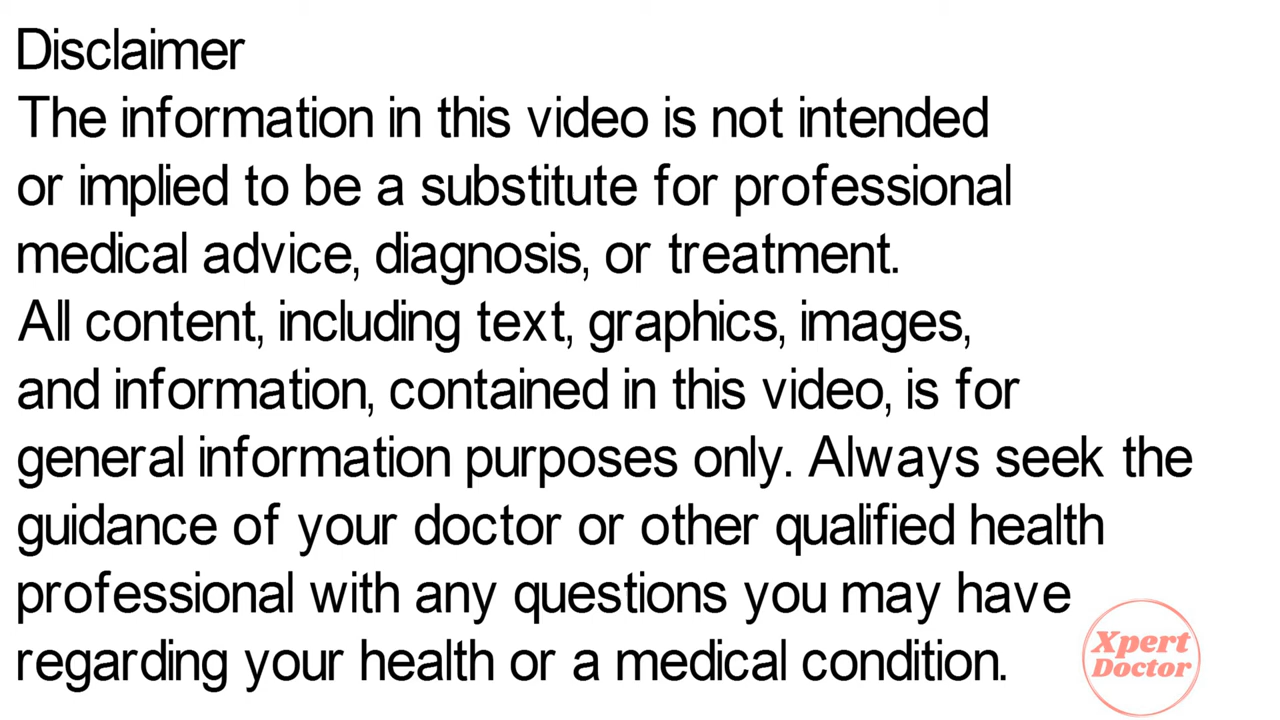 Disclaimer
The information in this video is not intended
or implied to be a substitute for professional
medical advice, diagnosis, or treatment.
All content, including text, graphics, images,
and information, contained in this video, is for
general information purposes only. Always seek the
guidance of your doctor or other qualified health
professional with any questions you may have
regarding your health or a medical condition.
Xpert
Doctor